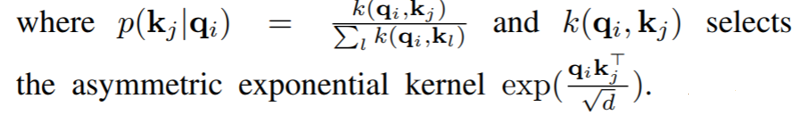 where $p(\mathbf{k}_j|\mathbf{q}_i) = \frac{k(\mathbf{q}_i,\mathbf{k}_j)}{\sum_l k(\mathbf{q}_i,\mathbf{k}_l)}$ and $k(\mathbf{q}_i, \mathbf{k}_j)$ selects
the asymmetric exponential kernel $\exp(\frac{\mathbf{q}_i\mathbf{k}_j^\top}{\sqrt{d}})$.